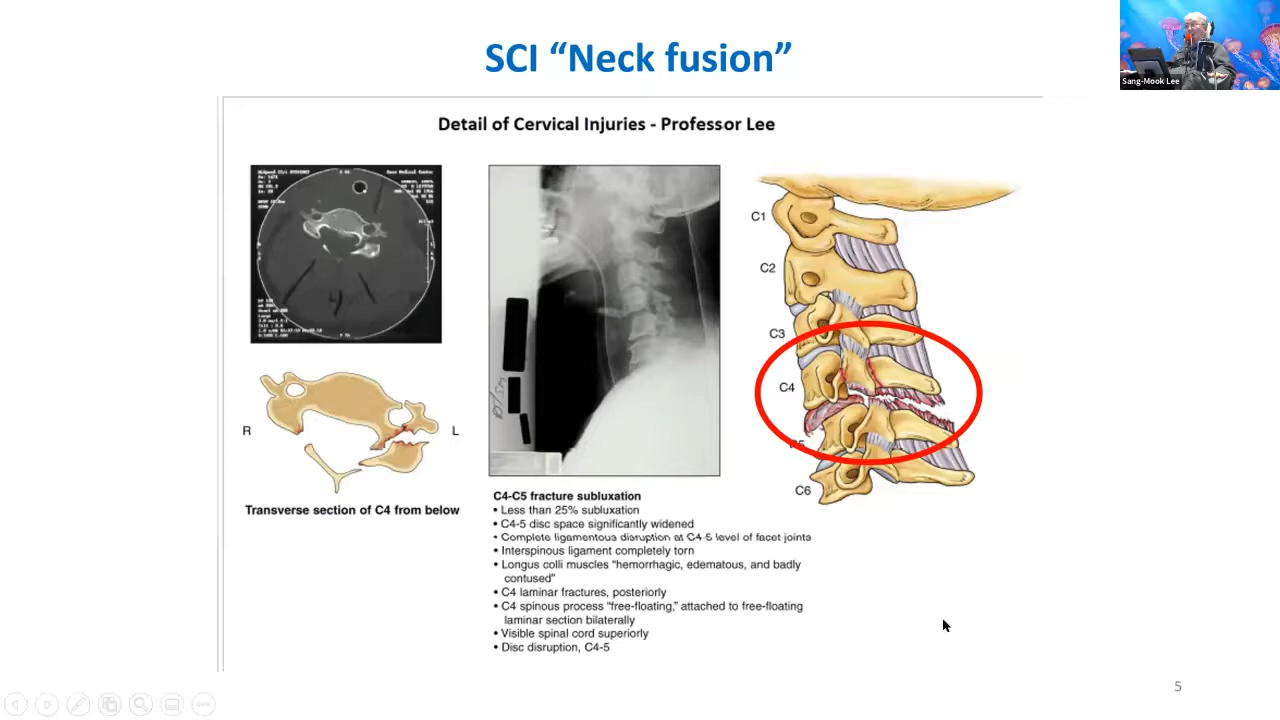 SCI “Neck fusion”
Sang-Mook Lee
Detail of Cervical Injuries - Professor Lee
C1
C2
C3
C4
C5
C6
R
L
Transverse section of C4 from below
C4-C5 fracture subluxation
• Less than 25% subluxation
• C4-5 disc space significantly widened
• Complete ligamentous disruption at C4-5 level of facet joints
• Interspinous ligament completely torn
• Longus colli muscles “hemorrhagic, edematous, and badly
contused”
• C4 laminar fractures, posteriorly
• C4 spinous process “free-floating,” attached to free-floating
laminar section bilaterally
• Visible spinal cord superiorly
• Disc disruption, C4-5
5